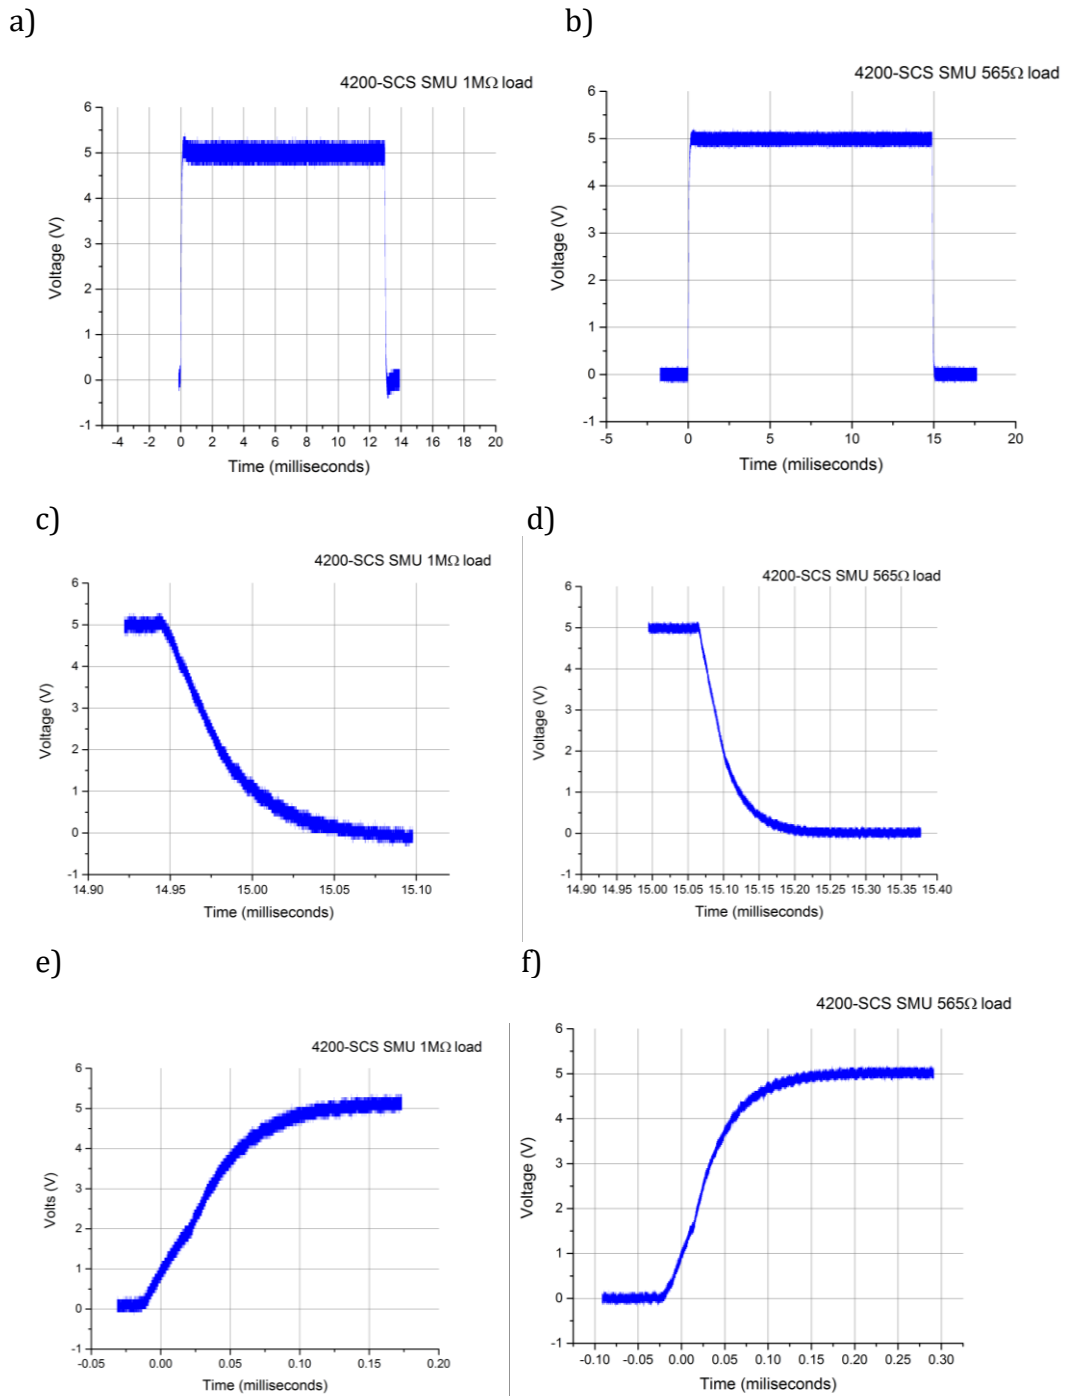 a)
4200-SCS SMU 1MΩ load
6
5
4
3
2
1
0
-1
Voltage (V)
-4 -2 0 2 4 6 8 10 12 14 16 18 20
Time (milliseconds)
b)
4200-SCS SMU 565Ω load
6
5
4
3
2
1
0
-1
Voltage (V)
-5 0 5 10 15 20
Time (miliseconds)
c)
4200-SCS SMU 1MΩ load
6
5
4
3
2
1
0
-1
Voltage (V)
14.90 14.95 15.00 15.05 15.10
Time (milliseconds)
d)
4200-SCS SMU 565Ω load
6
5
4
3
2
1
0
-1
Voltage (V)
14.90 14.95 15.00 15.05 15.10 15.15 15.20 15.25 15.30 15.35 15.40
Time (milliseconds)
e)
4200-SCS SMU 1MΩ load
6
5
4
3
2
1
0
-1
Volts (V)
-0.05 0.00 0.05 0.10 0.15 0.20
Time (milliseconds)
f)
4200-SCS SMU 565Ω load
6
5
4
3
2
1
0
-1
Voltage (V)
-0.10 -0.05 0.00 0.05 0.10 0.15 0.20 0.25 0.30
Time (milliseconds)